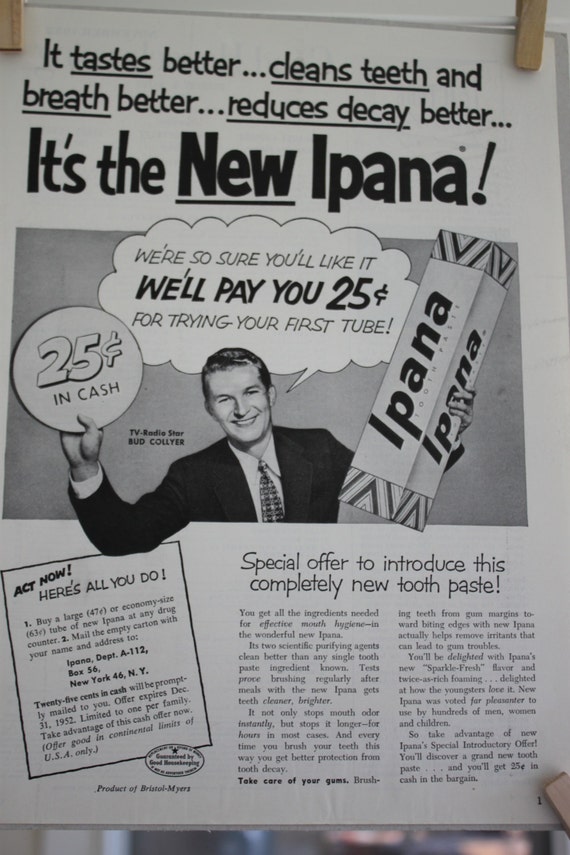 It tastes better...cleans teeth and
breath better...reduces decay better...
It's the New Ipana!
WE'RE SO SURE YOU'LL LIKE IT
WE'LL PAY YOU 25¢
FOR TRYING YOUR FIRST TUBE!
25¢
IN CASH
TV-Radio Star
BUD COLLYER
Ipana
TOOTH PASTE
Ipana
ACT NOW!
HERE'S ALL YOU DO!
1. Buy a large (47¢) or economy-size
(63¢) tube of new Ipana at any drug
counter. 2. Mail the empty carton with
your name and address to:
Ipana, Dept. A-112,
Box 56,
New York 46, N. Y.
Twenty-five cents in cash will be prompt-
ly mailed to you. Offer expires Dec.
31, 1952. Limited to one per family.
Take advantage of this cash offer now.
(Offer good in continental limits of
U.S.A. only.)
Guaranteed by
Good Housekeeping
Product of Bristol-Myers
Special offer to introduce this
completely new tooth paste!
You get all the ingredients needed
for effective mouth hygiene—in
the wonderful new Ipana.
Its two scientific purifying agents
clean better than any single tooth
paste ingredient known. Tests
prove brushing regularly after
meals with the new Ipana gets
teeth cleaner, brighter.
It not only stops mouth odor
instantly, but stops it longer—for
hours in most cases. And every
time you brush your teeth this
way you get better protection from
tooth decay.
Take care of your gums. Brush-
ing teeth from gum margins to-
ward biting edges with new Ipana
actually helps remove irritants that
can lead to gum troubles.
You'll be delighted with Ipana's
new "Sparkle-Fresh" flavor and
twice-as-rich foaming . . . delighted
at how the youngsters love it. New
Ipana was voted far pleasanter to
use by hundreds of men, women
and children.
So take advantage of new
Ipana's Special Introductory Offer!
You'll discover a grand new tooth
paste . . . . and you'll get 25¢ in
cash in the bargain.
1